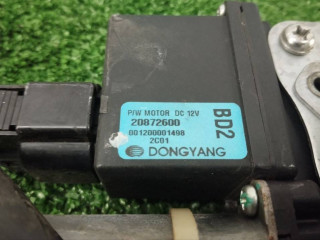 P/W MOTOR DC 12V
20872600
001200001498
2C01
DONGYANG
BD2